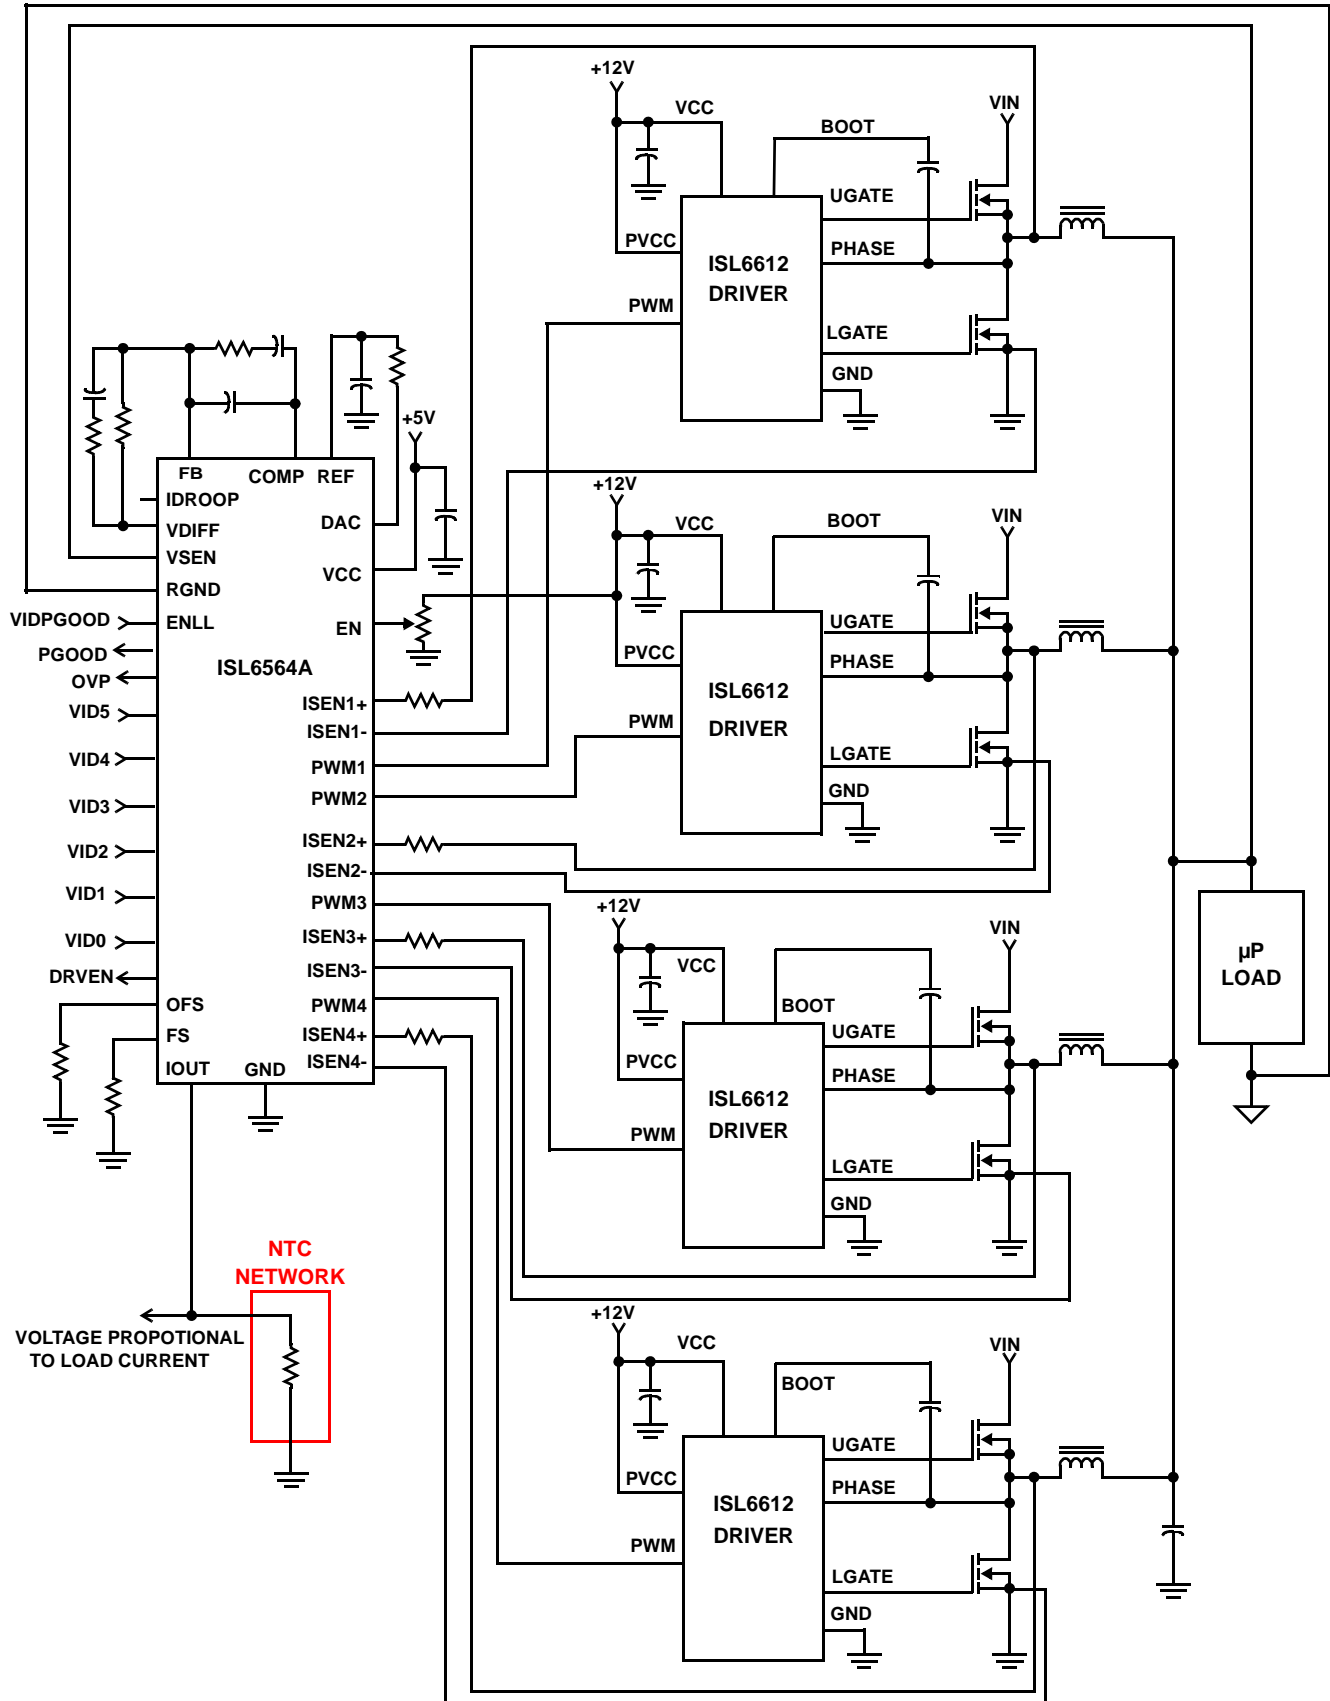 +12V
VCC
BOOT
VIN
UGATE
PVCC
PHASE
ISL6612
DRIVER
PWM
LGATE
GND
+5V
FB
COMP
REF
IDROOP
VDIFF
DAC
VSEN
VCC
RGND
VIDPGOOD
ENLL
EN
PGOOD
ISL6564A
OVP
VID5
ISEN1+
ISEN1-
VID4
PWM1
PWM2
VID3
ISEN2+
VID2
ISEN2-
VID1
PWM3
VID0
ISEN3+
DRVEN
ISEN3-
OFS
PWM4
FS
ISEN4+
IOUT
GND
ISEN4-
+12V
VCC
BOOT
VIN
UGATE
PVCC
PHASE
ISL6612
DRIVER
PWM
LGATE
GND
+12V
VCC
BOOT
VIN
UGATE
PVCC
PHASE
ISL6612
DRIVER
PWM
LGATE
GND
µP
LOAD
NTC
NETWORK
VOLTAGE PROPOTIONAL
TO LOAD CURRENT
+12V
VCC
BOOT
VIN
UGATE
PVCC
PHASE
ISL6612
DRIVER
PWM
LGATE
GND